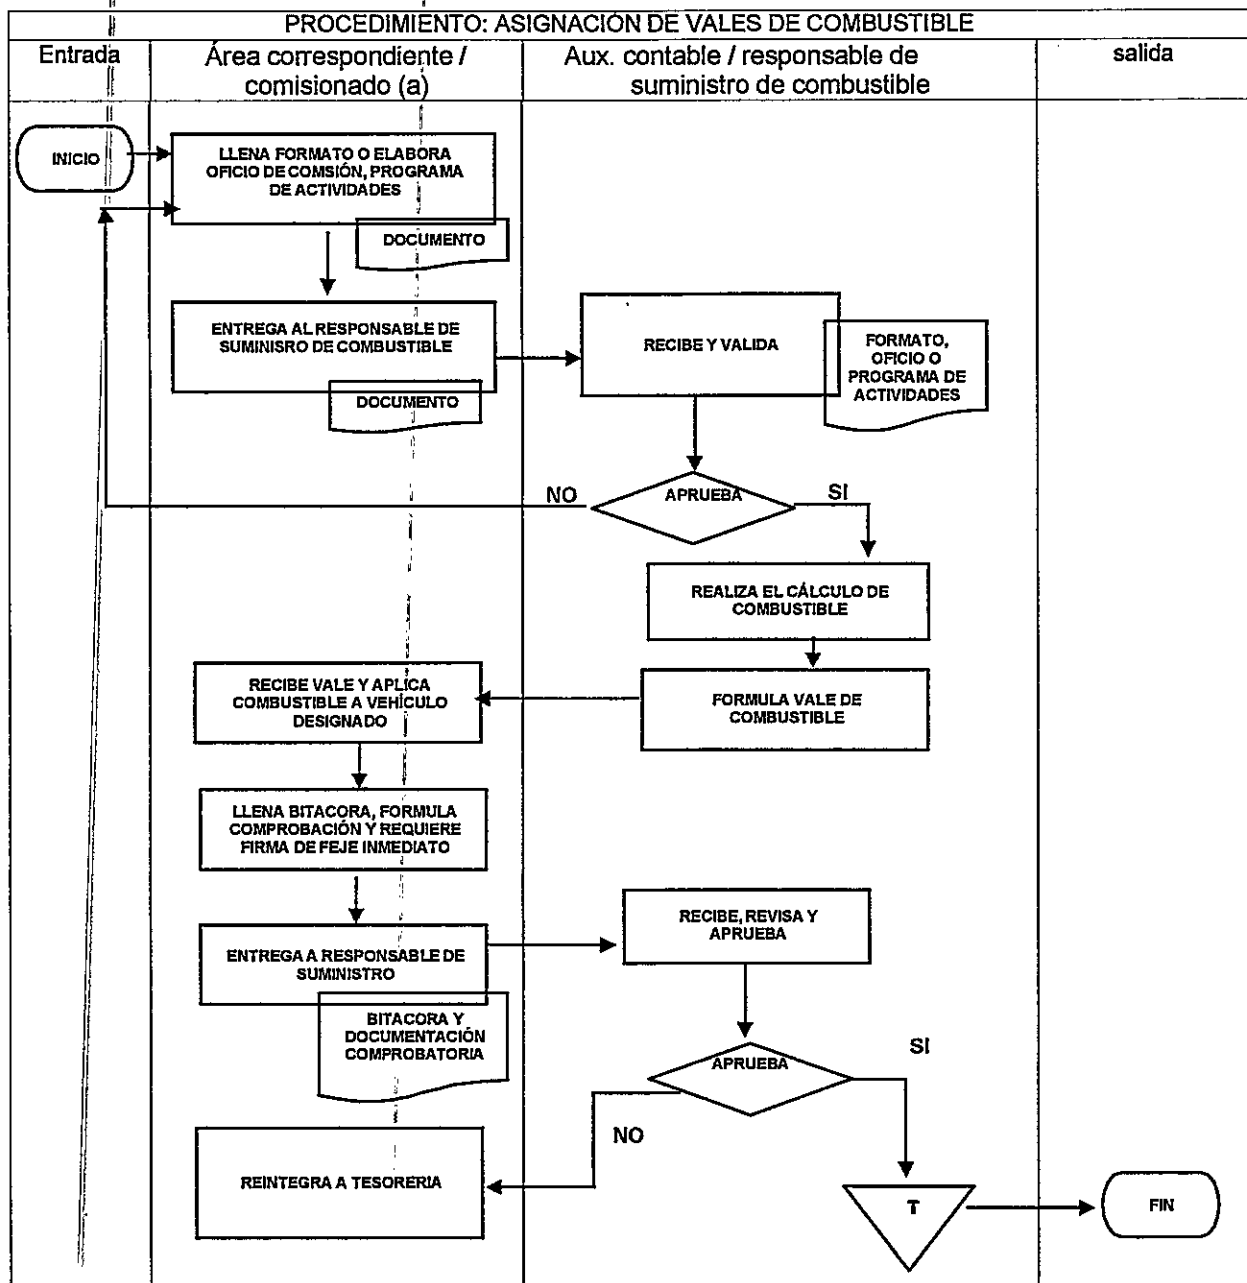 PROCEDIMIENTO: ASIGNACIÓN DE VALES DE COMBUSTIBLE
Entrada
Área correspondiente /
comisionado (a)
Aux. contable / responsable de
suministro de combustible
salida
INICIO
LLENA FORMATO O ELABORA
OFICIO DE COMSIÓN, PROGRAMA
DE ACTIVIDADES
DOCUMENTO
ENTREGA AL RESPONSABLE DE
SUMINISRO DE COMBUSTIBLE
DOCUMENTO
RECIBE Y VALIDA
FORMATO,
OFICIO O
PROGRAMA DE
ACTIVIDADES
NO
APRUEBA
SI
REALIZA EL CÁLCULO DE
COMBUSTIBLE
FORMULA VALE DE
COMBUSTIBLE
RECIBE VALE Y APLICA
COMBUSTIBLE A VEHÍCULO
DESIGNADO
LLENA BITACORA, FORMULA
COMPROBACIÓN Y REQUIERE
FIRMA DE FEJE INMEDIATO
ENTREGA A RESPONSABLE DE
SUMINISTRO
BITACORA Y
DOCUMENTACIÓN
COMPROBATORIA
RECIBE, REVISA Y
APRUEBA
APRUEBA
SI
NO
REINTEGRA A TESORERIA
T
FIN